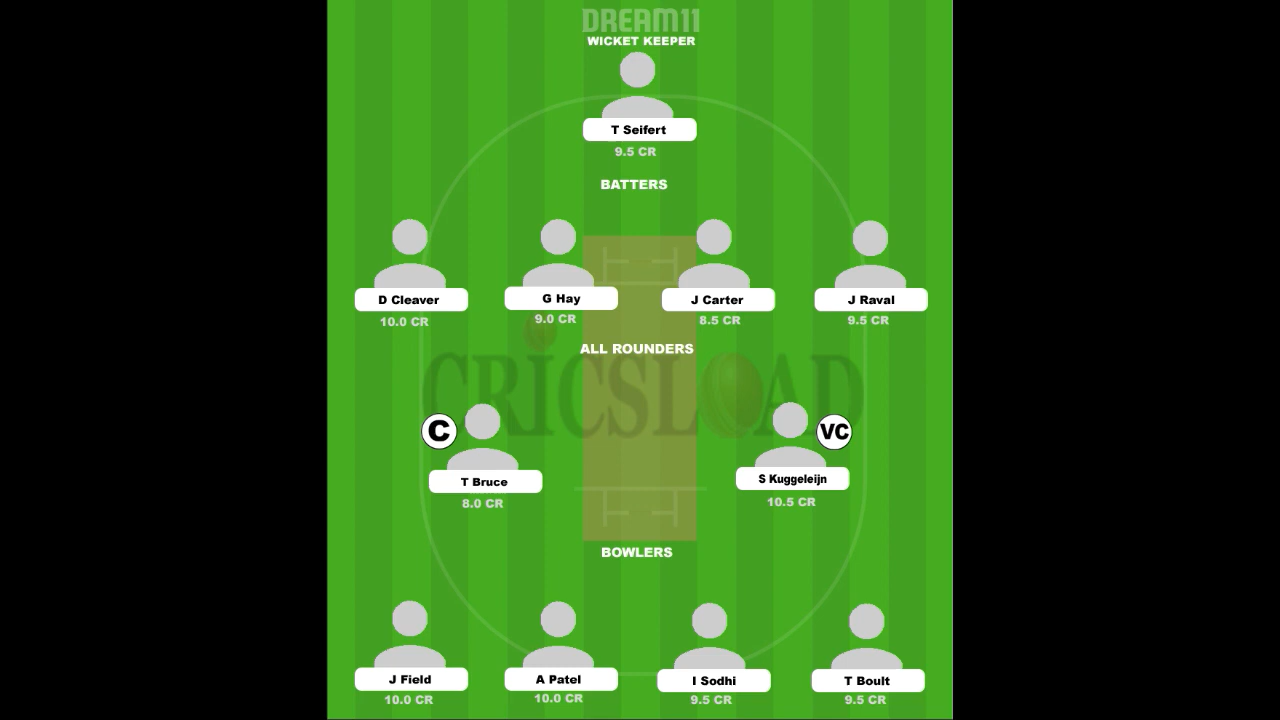 DREAM11
WICKET KEEPER
T Seifert
9.5 CR
BATTERS
D Cleaver
G Hay
J Carter
J Raval
10.0 CR
9.0 CR
8.5 CR
9.5 CR
ALL ROUNDERS
CRICSLOAD
C
VC
T Bruce
S Kuggeleijn
8.0 CR
10.5 CR
BOWLERS
J Field
A Patel
I Sodhi
T Boult
10.0 CR
10.0 CR
9.5 CR
9.5 CR